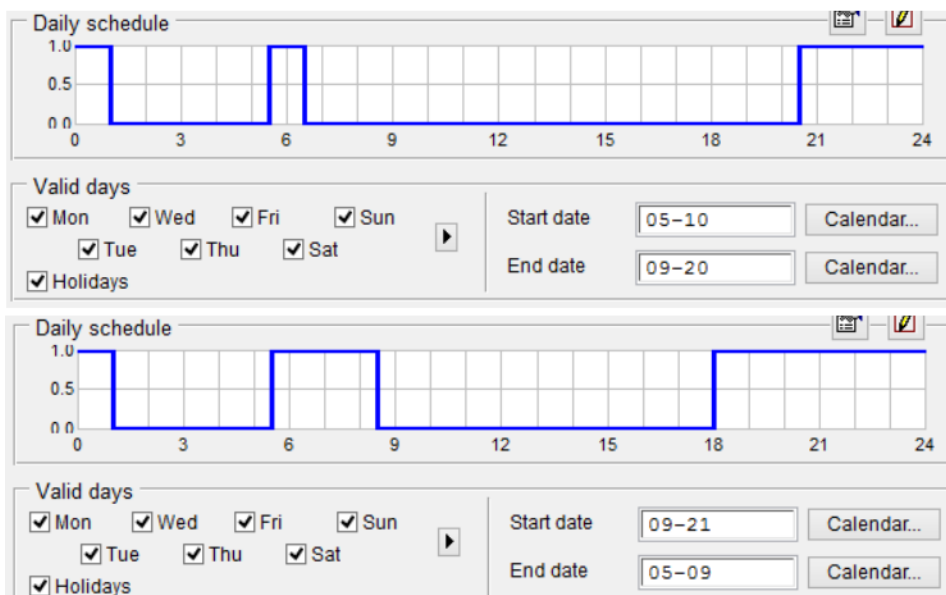 Daily schedule
1.0
0.5
0.0
0 3 6 9 12 15 18 21 24
Valid days
Mon Wed Fri Sun
Start date 05-10 Calendar...
Tue Thu Sat
End date 09-20 Calendar...
Holidays
Daily schedule
1.0
0.5
0.0
0 3 6 9 12 15 18 21 24
Valid days
Mon Wed Fri Sun
Start date 09-21 Calendar...
Tue Thu Sat
End date 05-09 Calendar...
Holidays